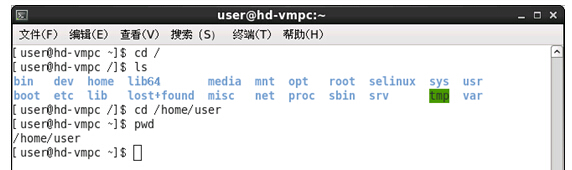 user@hd-vmpc:~
文件(F) 编辑(E) 查看(V) 搜索 (S) 终端(T) 帮助(H)
[user@hd-vmpc ~]$ cd /
[user@hd-vmpc /]$ ls
bin dev home lib64 media mnt opt root selinux sys usr
boot etc lib lost+found misc net proc sbin srv tmp var
[user@hd-vmpc /]$ cd /home/user
[user@hd-vmpc ~]$ pwd
/home/user
[user@hd-vmpc ~]$